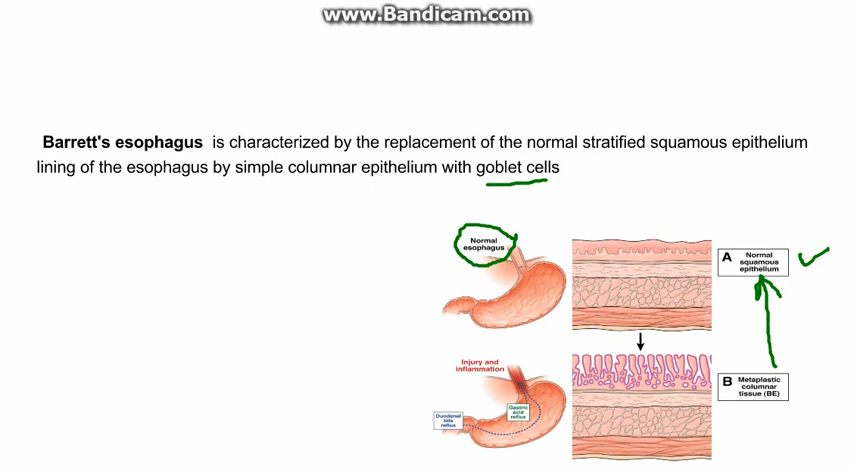 www.Bandicam.com
Barrett's esophagus is characterized by the replacement of the normal stratified squamous epithelium
lining of the esophagus by simple columnar epithelium with goblet cells
Normal
esophagus
A Normal
squamous
epithelium
Injury and
inflammation
Gastric
acid
reflux
Duodenal
bile
reflux
B Metaplastic
columnar
tissue (BE)